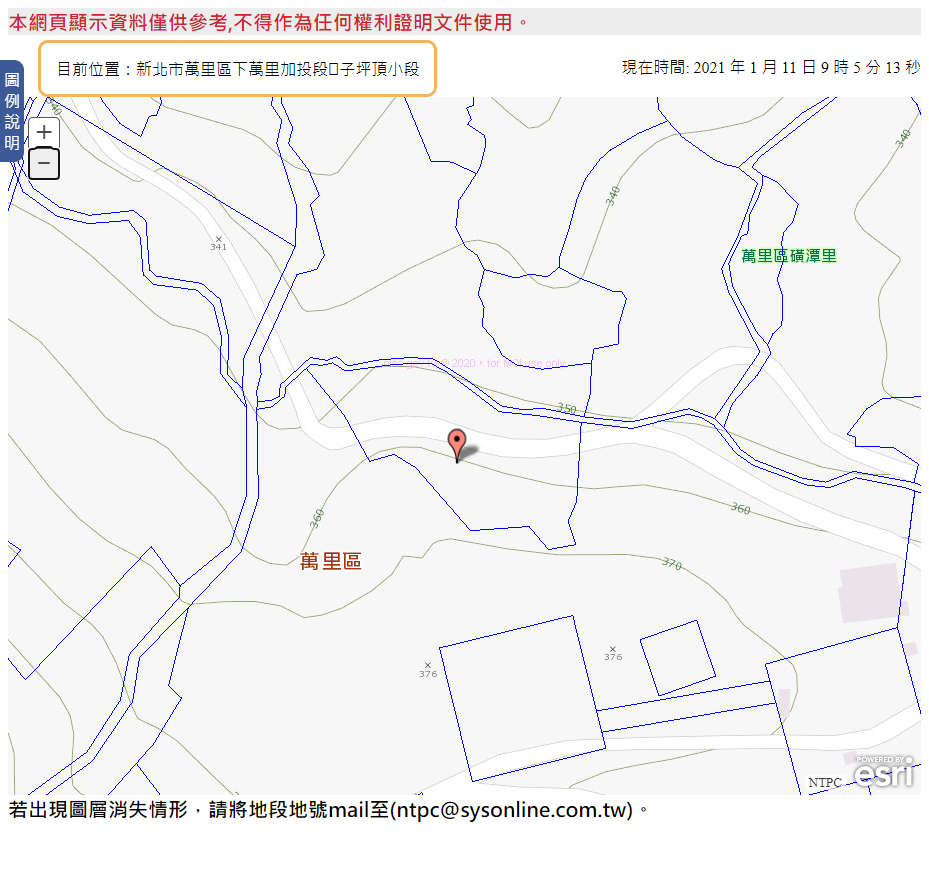 本網頁顯示資料僅供參考,不得作為任何權利證明文件使用。
目前位置：新北市萬里區下萬里加投段□子坪頂小段
現在時間: 2021 年 1 月 11 日 9 時 5 分 13 秒
圖例說明
+
−
340
340
340
341
萬里區磺潭里
© 2020，for MOI use only
350
360
360
萬里區
370
376
376
POWERED BY
esri
NTPC
若出現圖層消失情形，請將地段地號mail至(ntpc@sysonline.com.tw)。